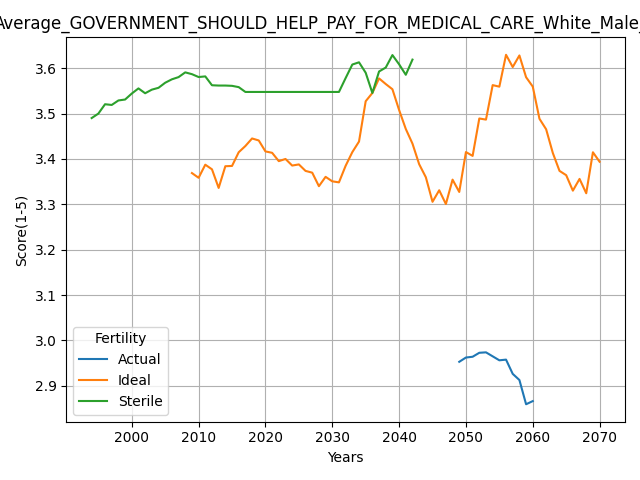 Average_GOVERNMENT_SHOULD_HELP_PAY_FOR_MEDICAL_CARE_White_Male_
Score(1-5)
3.6
3.5
3.4
3.3
3.2
3.1
3.0
2.9
Fertility
Actual
Ideal
Sterile
2000 2010 2020 2030 2040 2050 2060 2070
Years